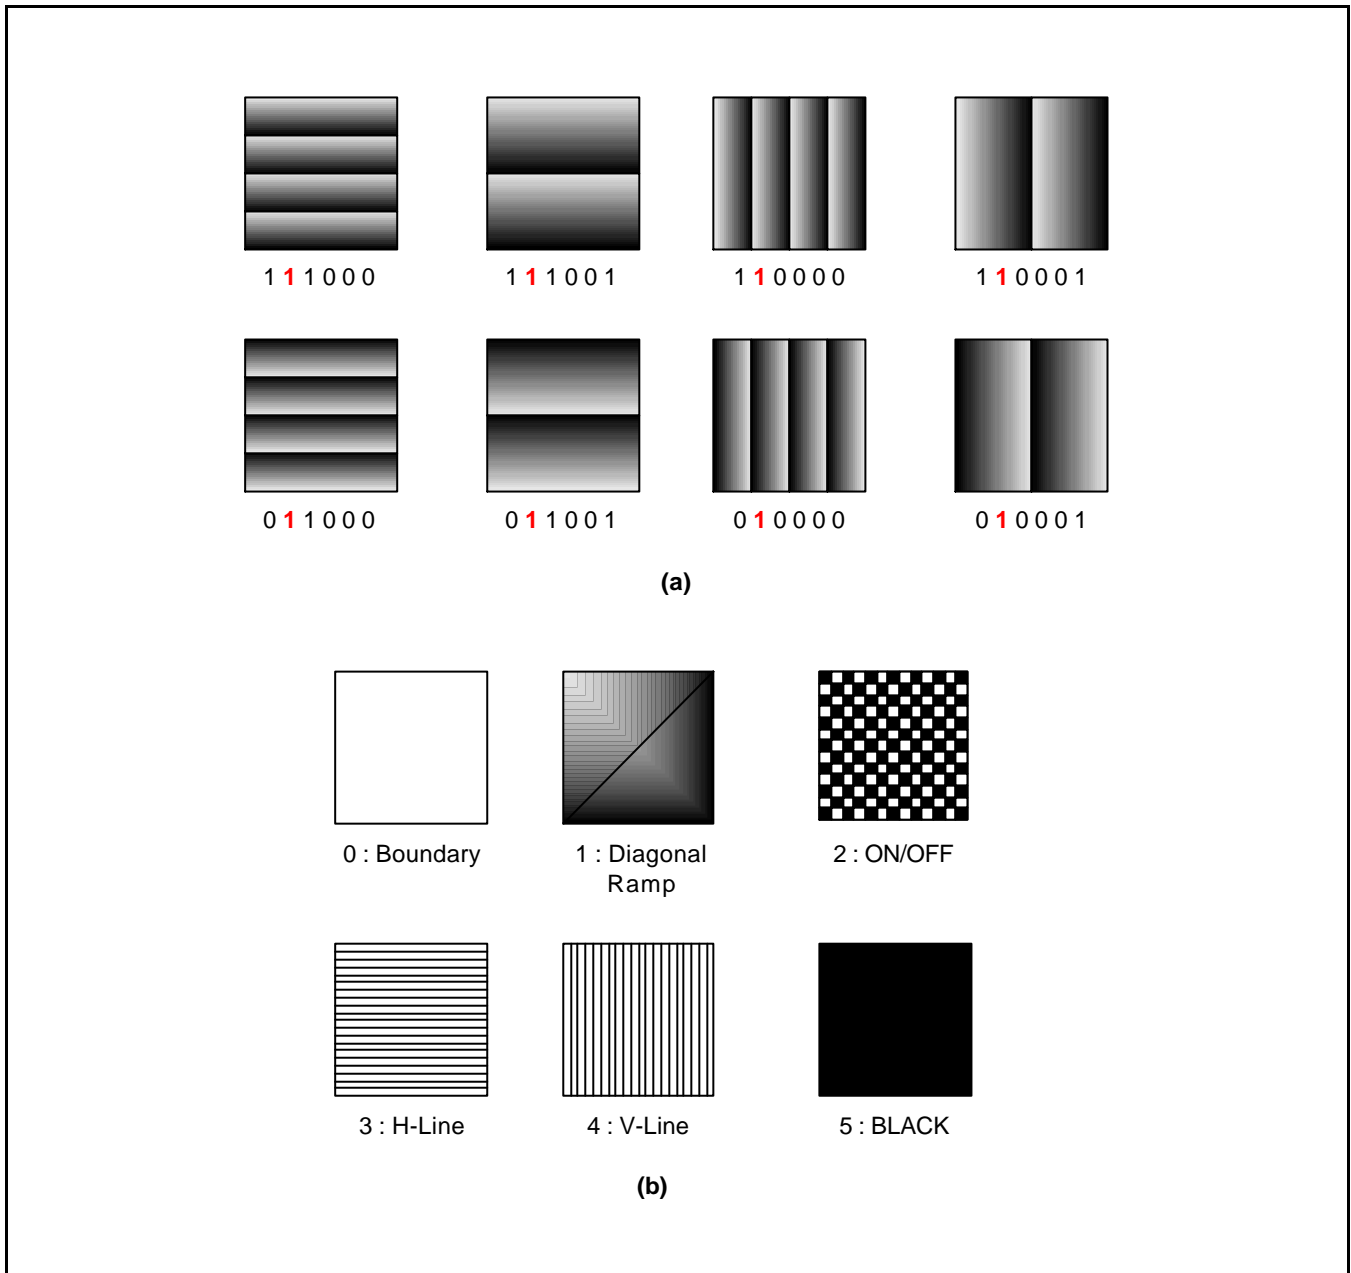 1 1 1 0 0 0
1 1 1 0 0 1
1 1 0 0 0 0
1 1 0 0 0 1
0 1 1 0 0 0
0 1 1 0 0 1
0 1 0 0 0 0
0 1 0 0 0 1
(a)
0 : Boundary
1 : Diagonal
Ramp
2 : ON/OFF
3 : H-Line
4 : V-Line
5 : BLACK
(b)